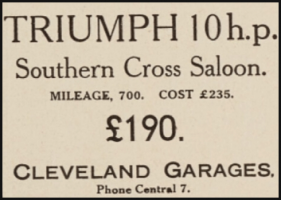 TRIUMPH 10 h.p.
Southern Cross Saloon.
MILEAGE, 700. COST £235.
£190.
CLEVELAND GARAGES.
Phone Central 7.